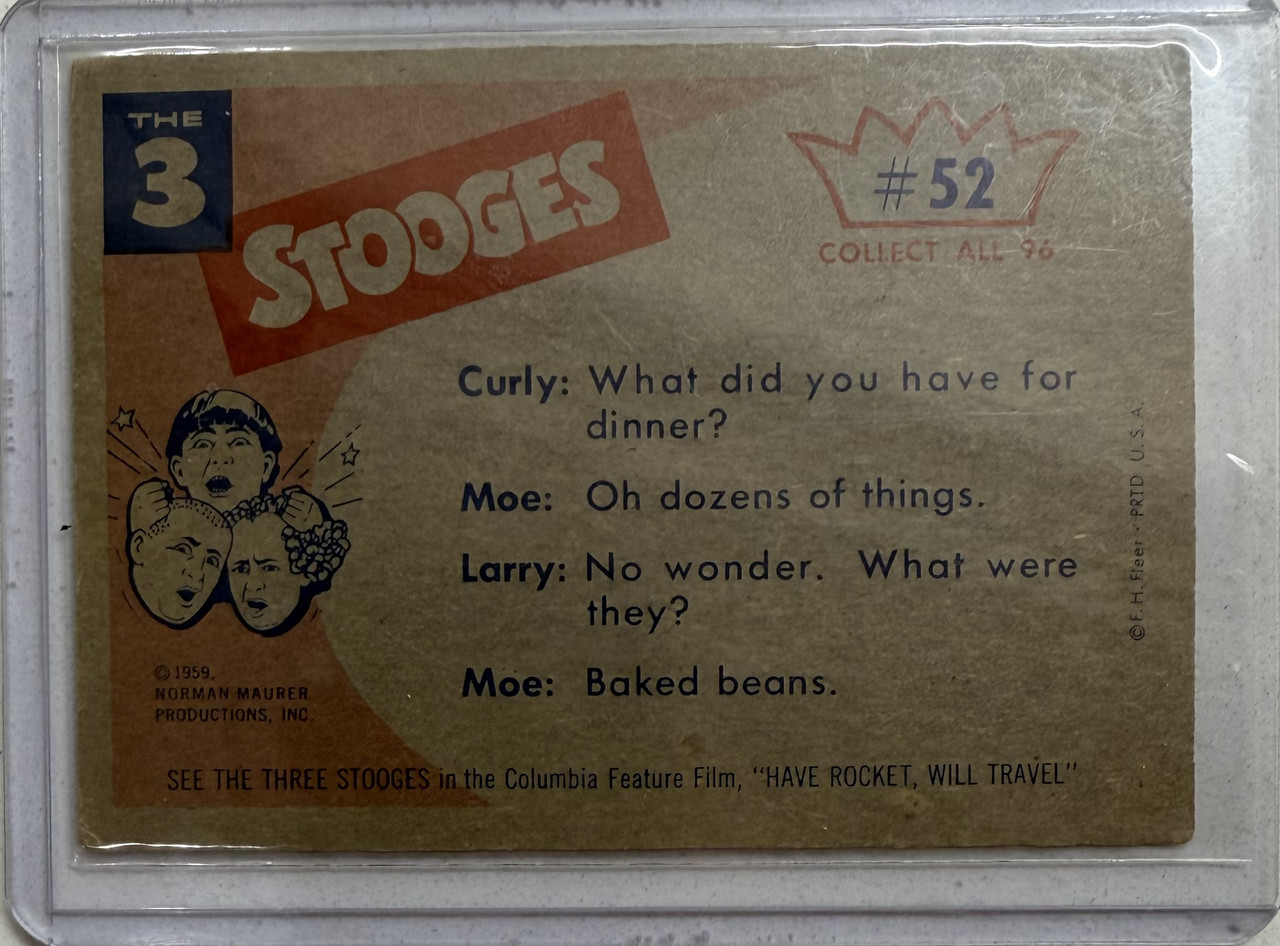 THE
3
STOOGES
#52
COLLECT ALL 96
Curly: What did you have for
dinner?
Moe: Oh dozens of things.
Larry: No wonder. What were
they?
Moe: Baked beans.
© 1959,
NORMAN MAURER
PRODUCTIONS, INC.
SEE THE THREE STOOGES in the Columbia Feature Film, "HAVE ROCKET, WILL TRAVEL"
© F. H. Fleer - PRTD U. S. A.